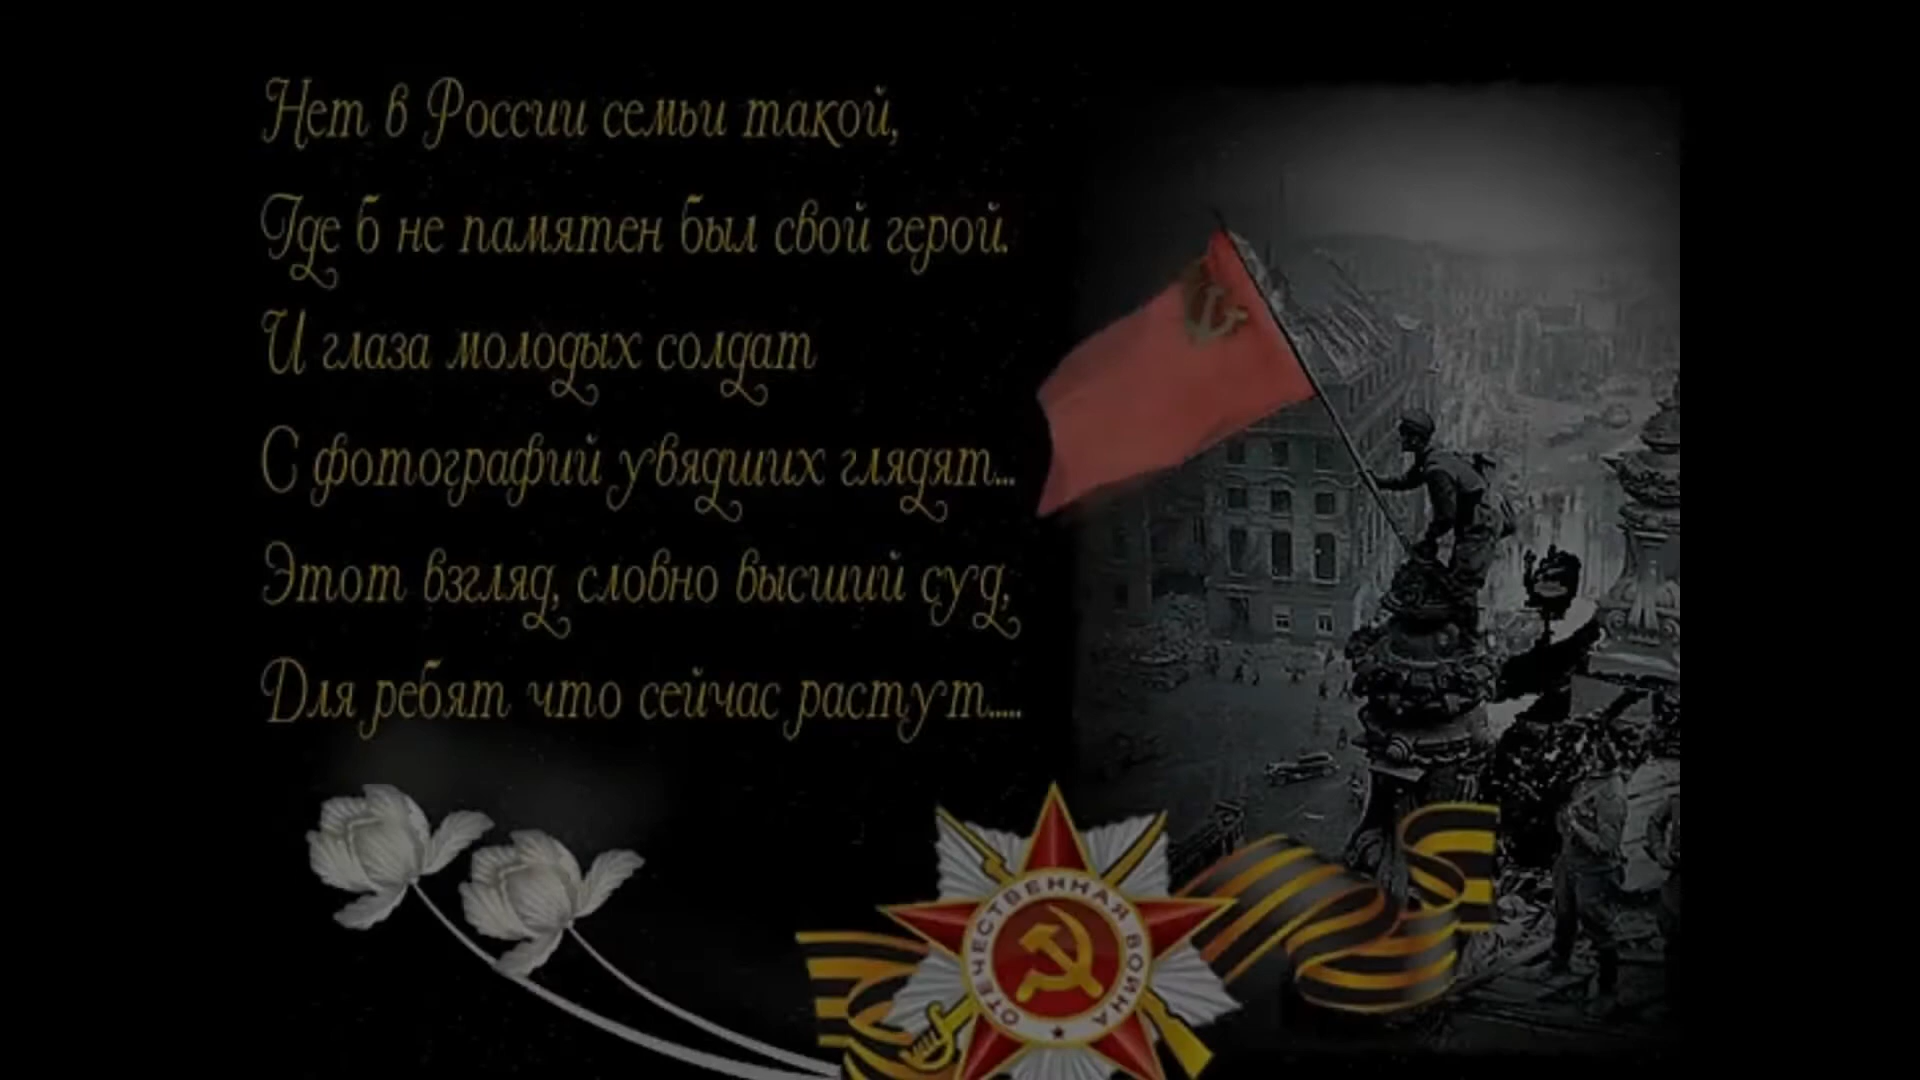 Нет в России семьи такой,
Где б не памятен был свой герой.
И глаза молодых солдат
С фотографий увядших глядят...
Этот взгляд, словно высший суд,
Для ребят что сейчас растут.....
ОТЕЧЕСТВЕННАЯ ВОЙНА